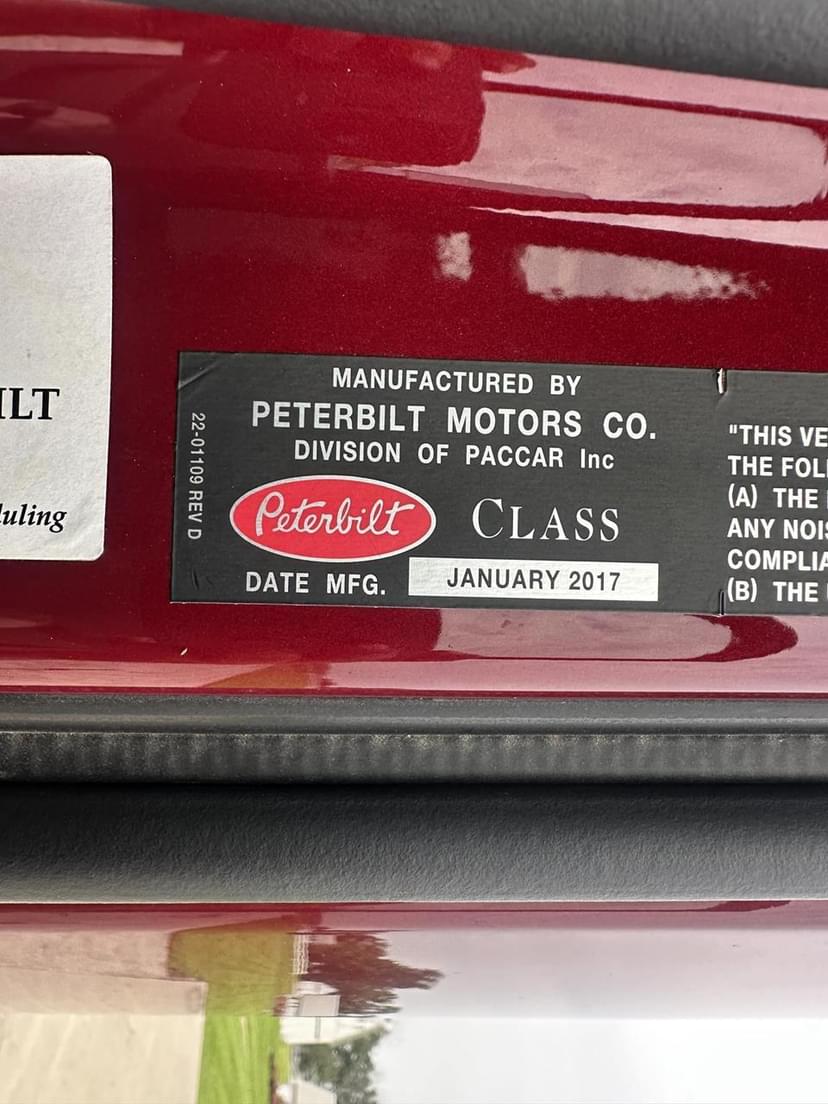 MANUFACTURED BY
PETERBILT MOTORS CO.
DIVISION OF PACCAR Inc
Peterbilt CLASS
DATE MFG. JANUARY 2017
22-01109 REV D
"THIS VE
THE FOL
(A) THE
ANY NOIS
COMPLIA
(B) THE
ILT
uling